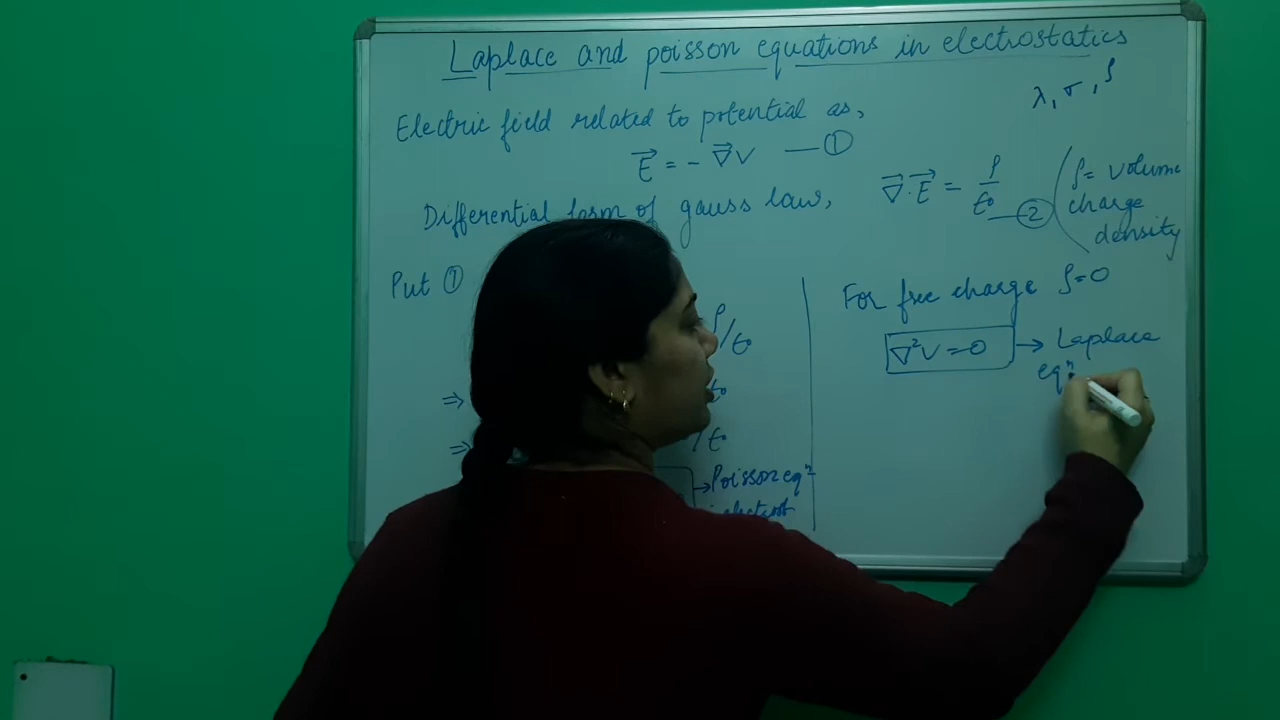 Laplace and poisson equations in electrostatics
λ, σ, ρ
Electric field related to potential as,
E⃗ = - ∇⃗V — ①
Differential form of gauss law,
∇⃗.E⃗ = ρ/ε₀ — ②
(ρ = volume
charge
density
Put ①
ρ/ε₀
⇒ ε₀
⇒ /ε₀
→ Poisson eqⁿ
For free charge ρ=0
∇²V=0 → Laplace
eqⁿ